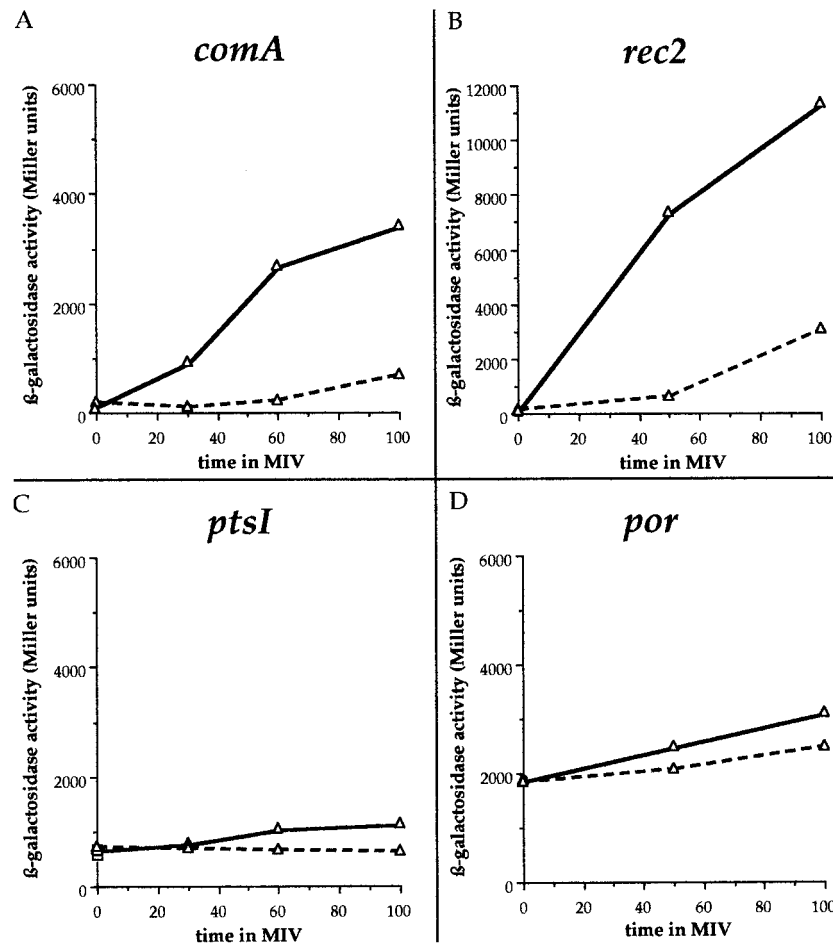 A
comA
ß-galactosidase activity (Miller units)
6000
4000
2000
0
0 20 40 60 80 100
time in MIV
B
rec2
ß-galactosidase activity (Miller units)
12000
10000
8000
6000
4000
2000
0
0 20 40 60 80 100
time in MIV
C
ptsI
ß-galactosidase activity (Miller units)
6000
4000
2000
0
0 20 40 60 80 100
time in MIV
D
por
ß-galactosidase activity (Miller units)
6000
4000
2000
0
0 20 40 60 80 100
time in MIV